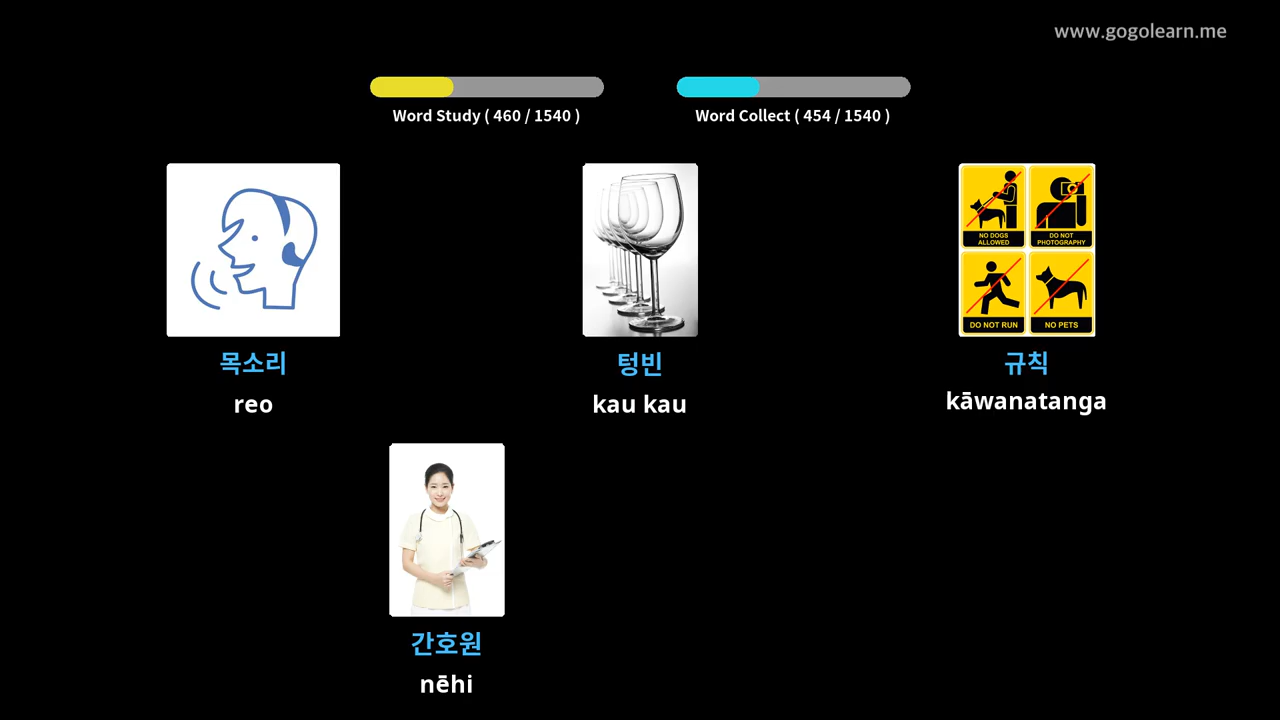 www.gogolearn.me
Word Study ( 460 / 1540 )
Word Collect ( 454 / 1540 )
NO DOGS
ALLOWED
DO NOT
PHOTOGRAPHY
DO NOT RUN
NO PETS
목소리
텅빈
규칙
reo
kau kau
kāwanatanga
간호원
nēhi